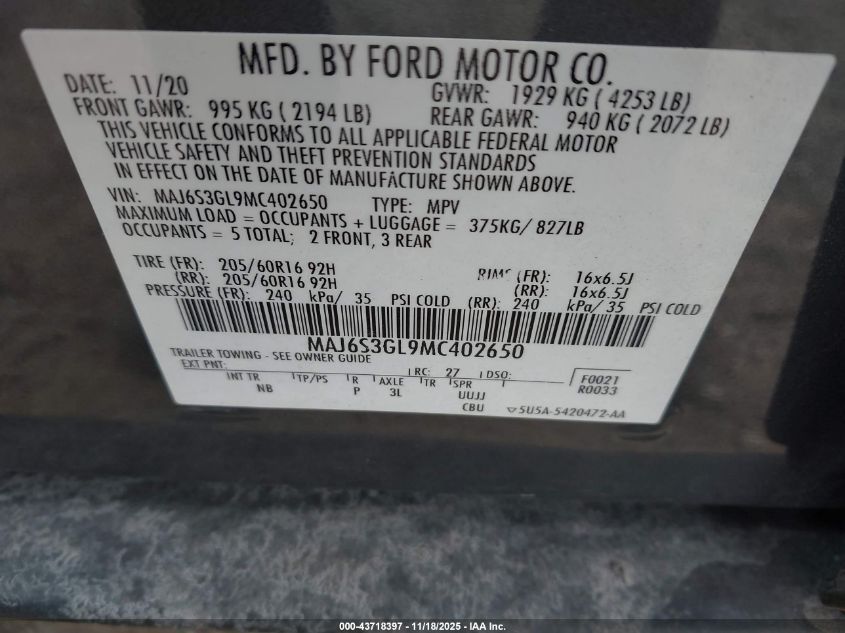 MFD. BY FORD MOTOR CO.
DATE: 11/20 GVWR: 1929 KG ( 4253 LB)
FRONT GAWR: 995 KG ( 2194 LB) REAR GAWR: 940 KG ( 2072 LB)
THIS VEHICLE CONFORMS TO ALL APPLICABLE FEDERAL MOTOR
VEHICLE SAFETY AND THEFT PREVENTION STANDARDS
IN EFFECT ON THE DATE OF MANUFACTURE SHOWN ABOVE.
VIN: MAJ6S3GL9MC402650 TYPE: MPV
MAXIMUM LOAD = OCCUPANTS + LUGGAGE = 375KG/ 827LB
OCCUPANTS = 5 TOTAL; 2 FRONT, 3 REAR
TIRE (FR): 205/60R16 92H RIMS (FR): 16x6.5J
(RR): 205/60R16 92H (RR): 16x6.5J
PRESSURE (FR): 240 kPa/ 35 PSI COLD (RR): 240 kPa/ 35 PSI COLD
MAJ6S3GL9MC402650
TRAILER TOWING - SEE OWNER GUIDE
EXT PNT: RC: 27 DSO: F0021
INT TR TP/PS R AXLE TR SPR R0033
NB P 3L UUJJ
CBU 5U5A-5420472-AA
000-43718397 - 11/18/2025 - IAA Inc.